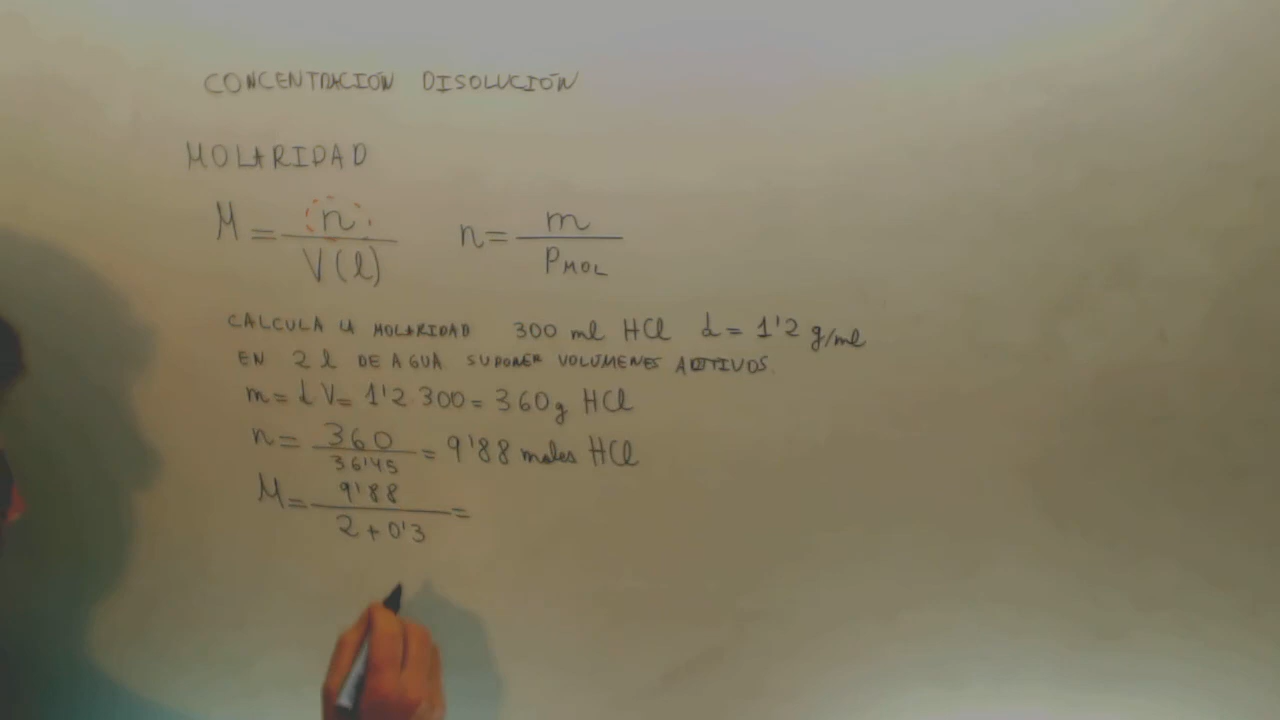 CONCENTRACIÓN DISOLUCIÓN
MOLARIDAD
M = n / V(l) n = m / PMOL
CALCULA LA MOLARIDAD 300 ml HCl d = 1'2 g/ml
EN 2 l DE AGUA SUPONER VOLUMENES ADITIVOS.
m = d V = 1'2 300 = 360 g HCl
n = 360 / 36'45 = 9'88 moles HCl
M = 9'88 / 2 + 0'3 =